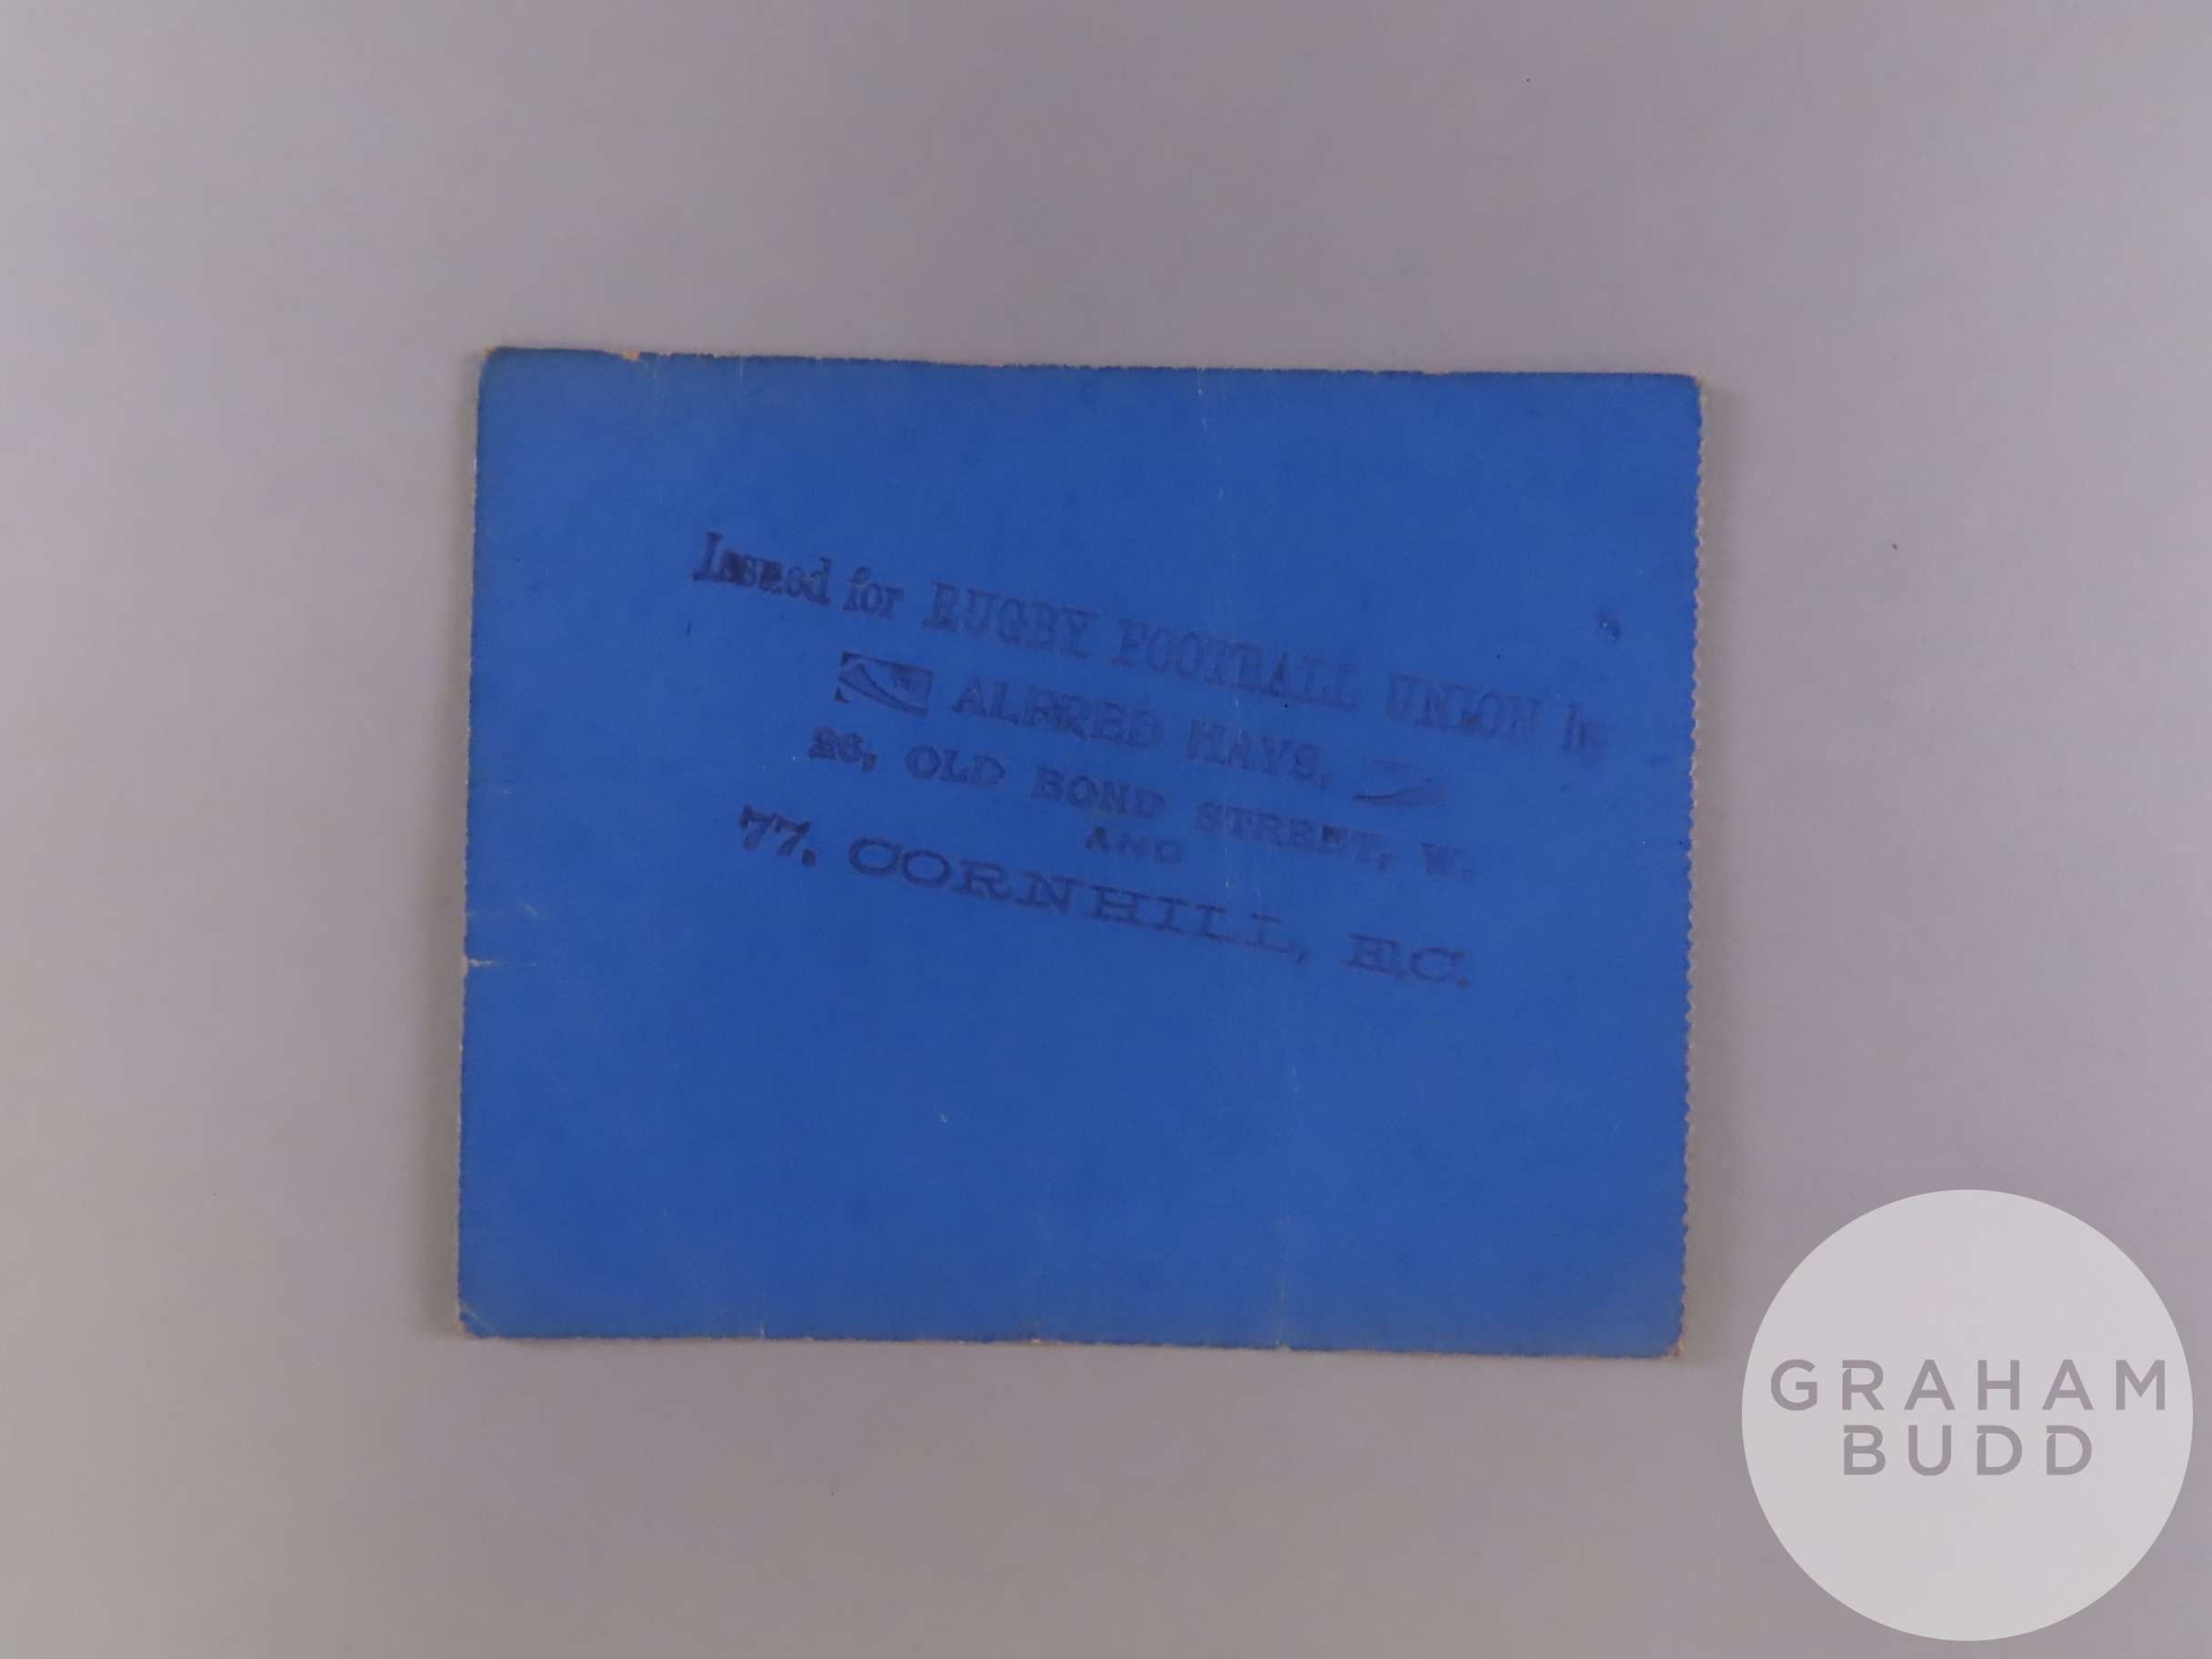 Issued for RUGBY FOOTBALL UNION by
ALFRED HAYS,
26, OLD BOND STREET, W.
AND
77, CORNHILL, E.C.
GRAHAM
BUDD